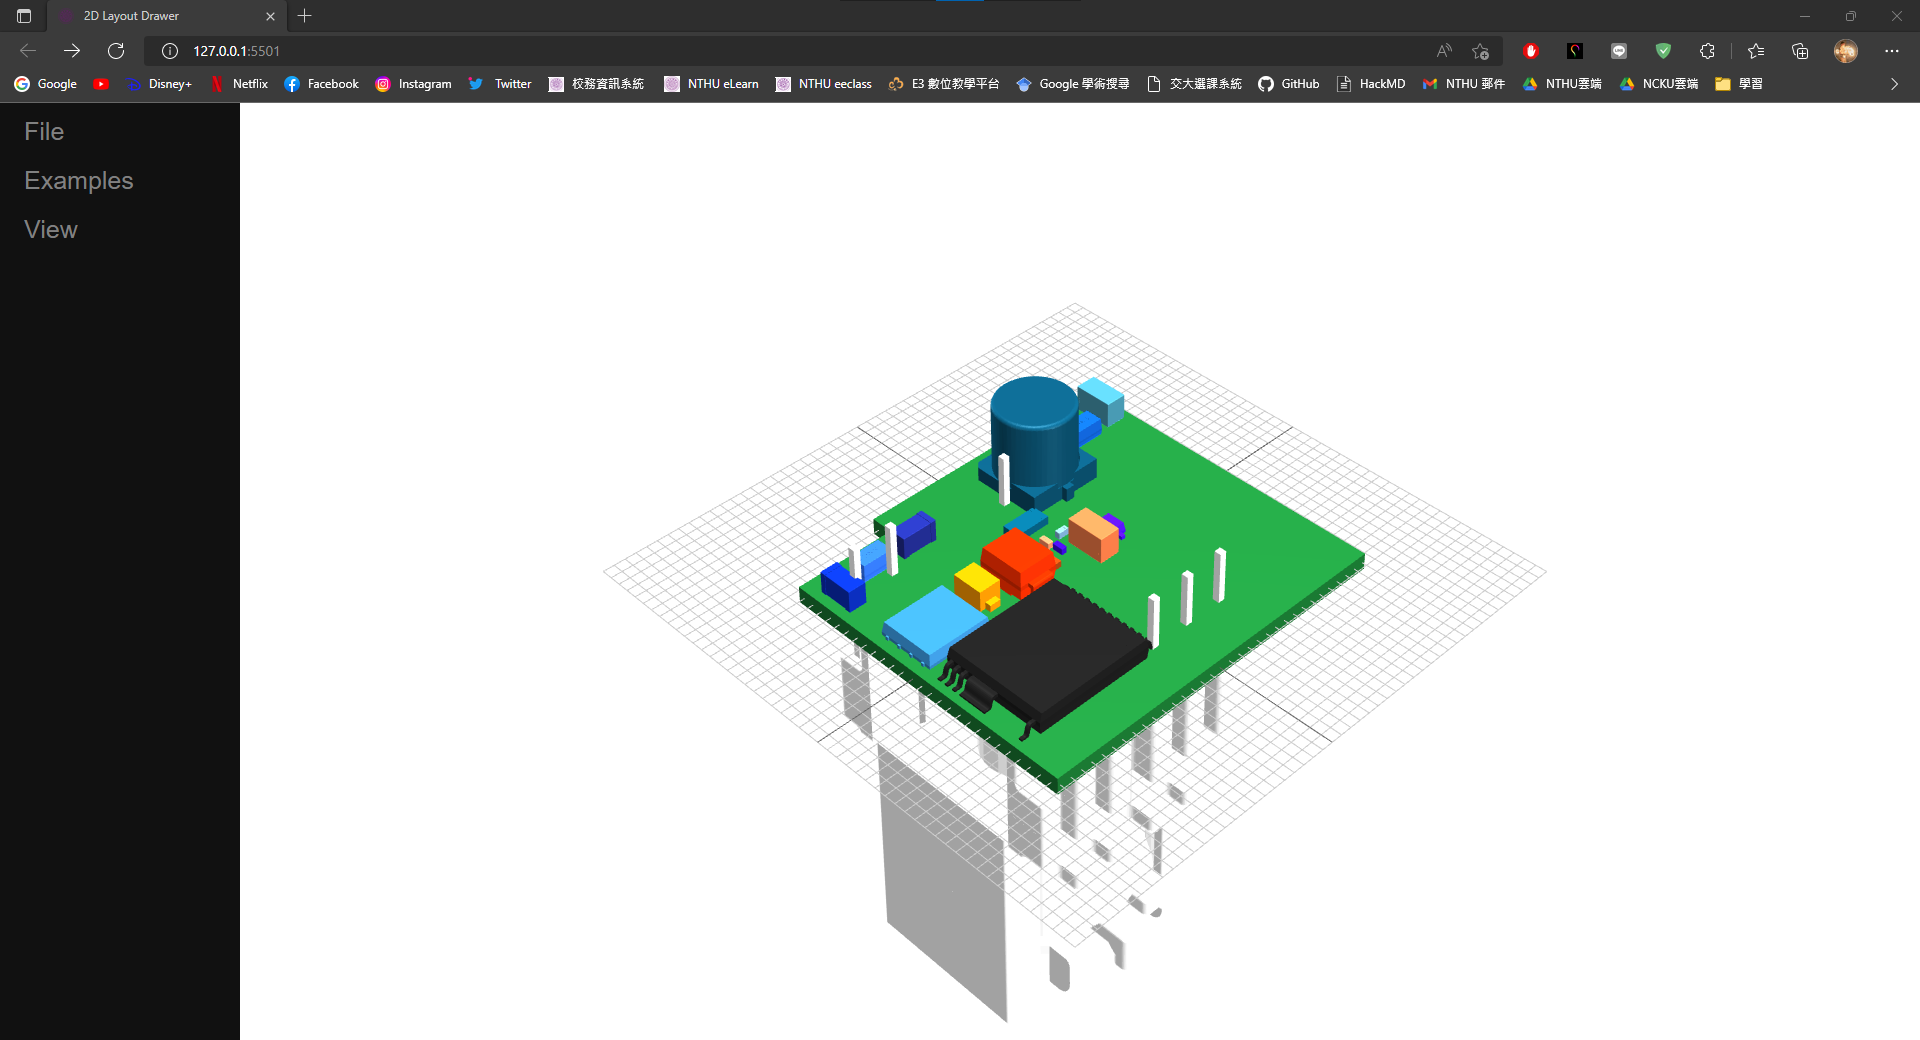 2D Layout Drawer
127.0.0.1:5501
Google Disney+ Netflix Facebook Instagram Twitter 校務資訊系統 NTHU eLearn NTHU eeclass E3 數位教學平台 Google 學術搜尋 交大選課系統 GitHub HackMD NTHU 郵件 NTHU雲端 NCKU雲端 學習
File
Examples
View